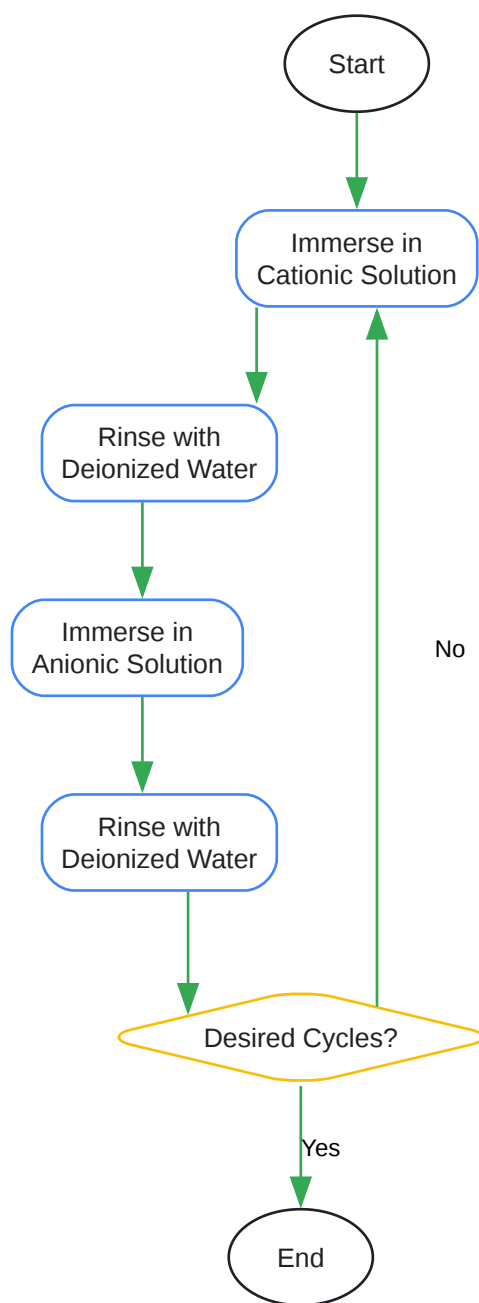 Start
Immerse in
Cationic Solution
Rinse with
Deionized Water
Immerse in
Anionic Solution
No
Rinse with
Deionized Water
Desired Cycles?
Yes
End